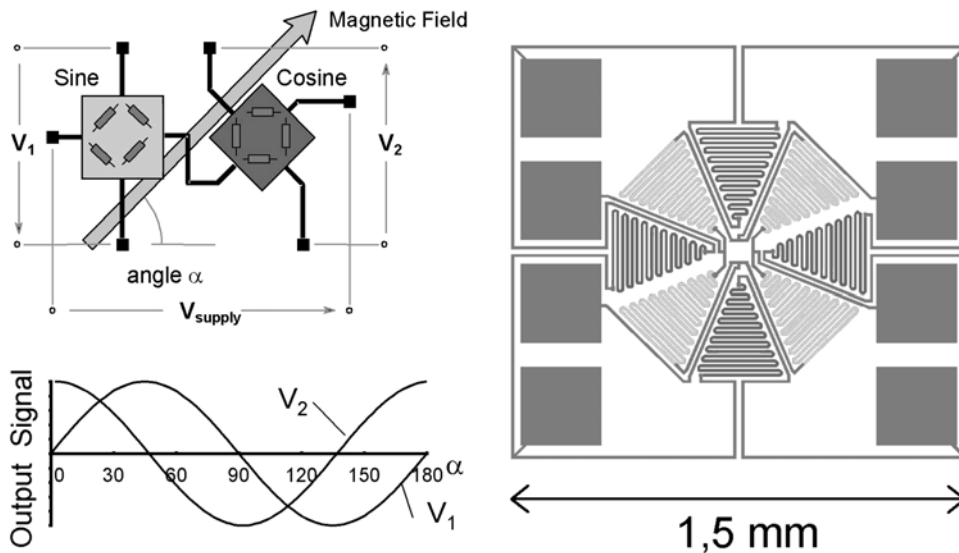 Magnetic Field
Sine
Cosine
V1
V2
angle α
Vsupply
Output Signal
V2
0 30 60 90 120 150 180 α
V1
1,5 mm